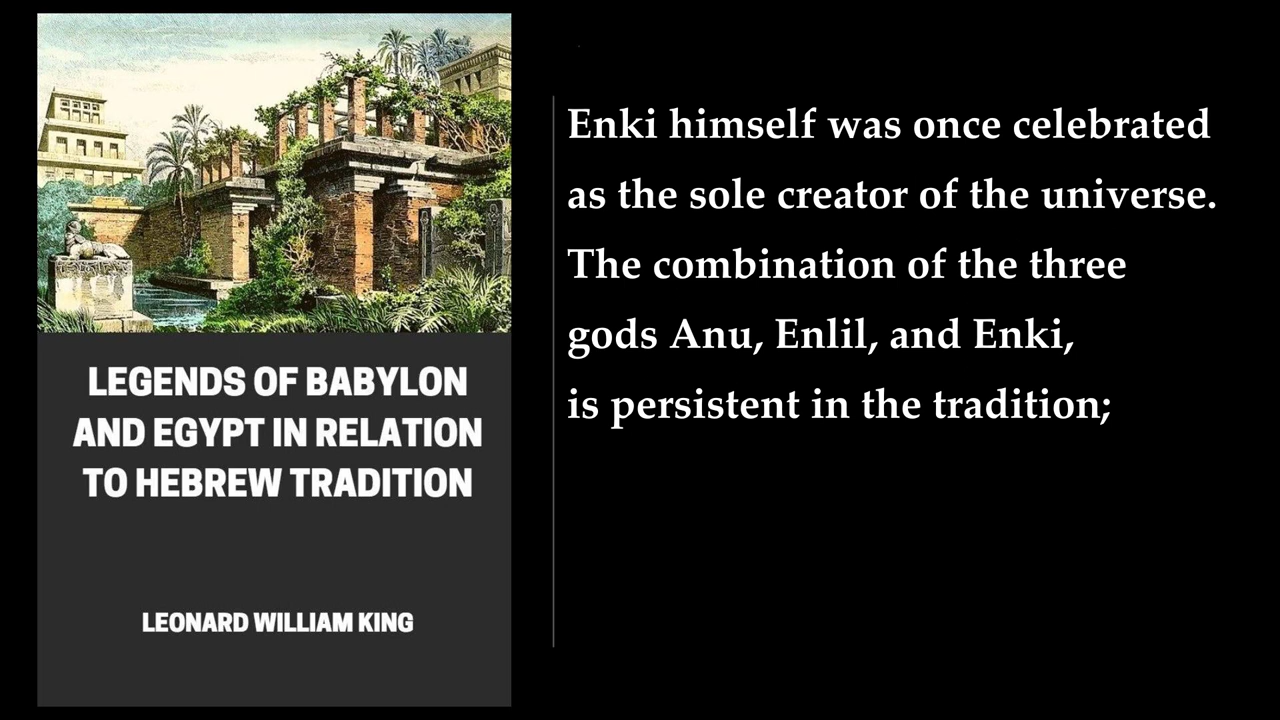 LEGENDS OF BABYLON
AND EGYPT IN RELATION
TO HEBREW TRADITION
LEONARD WILLIAM KING
Enki himself was once celebrated
as the sole creator of the universe.
The combination of the three
gods Anu, Enlil, and Enki,
is persistent in the tradition;